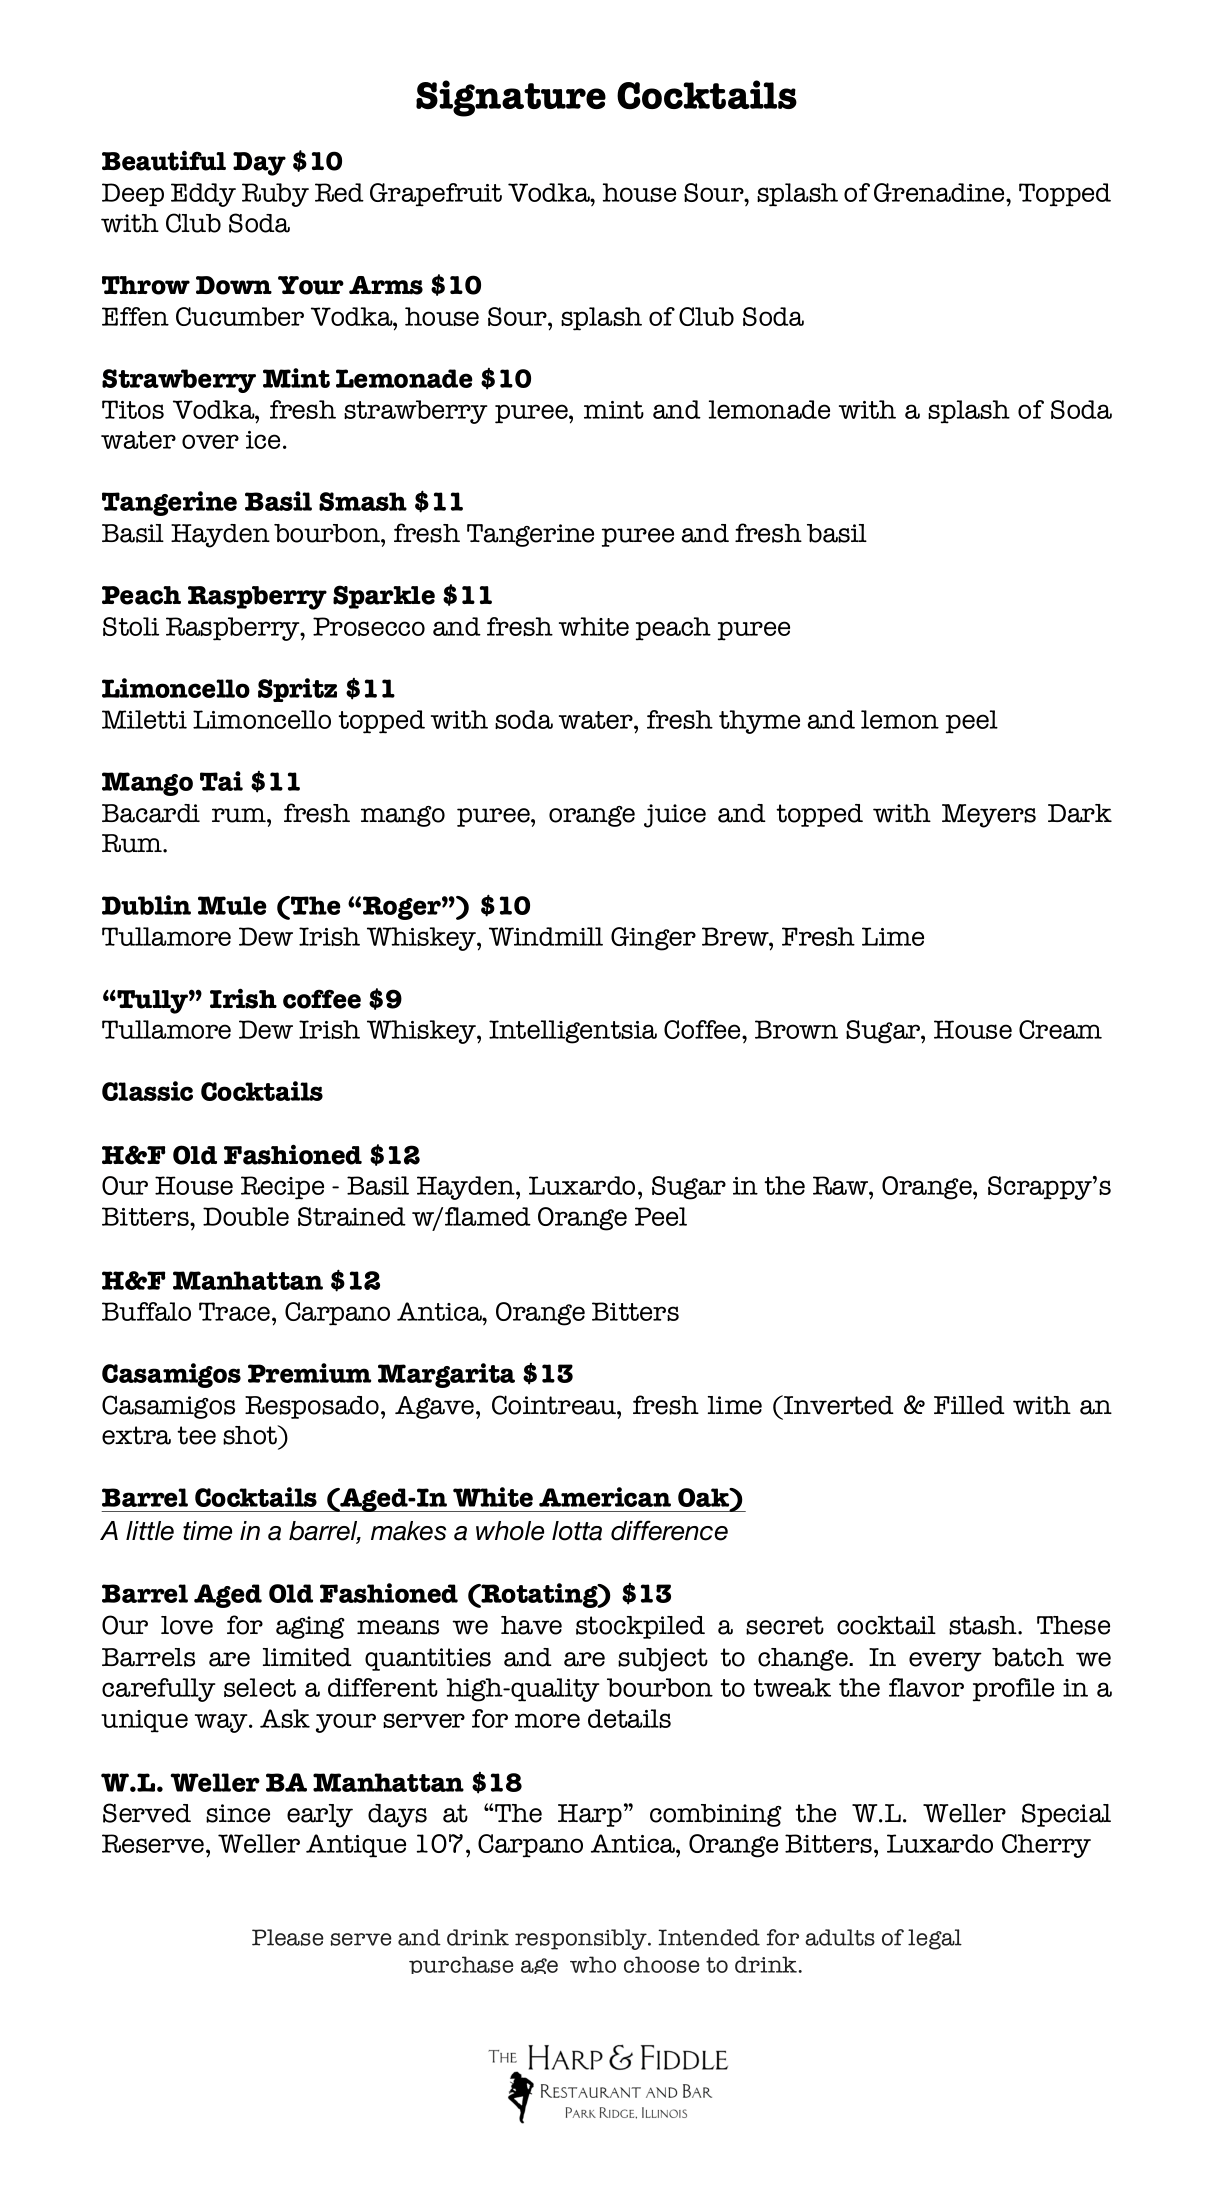 Signature Cocktails
Beautiful Day $10
Deep Eddy Ruby Red Grapefruit Vodka, house Sour, splash of Grenadine, Topped
with Club Soda
Throw Down Your Arms $10
Effen Cucumber Vodka, house Sour, splash of Club Soda
Strawberry Mint Lemonade $10
Titos Vodka, fresh strawberry puree, mint and lemonade with a splash of Soda
water over ice.
Tangerine Basil Smash $11
Basil Hayden bourbon, fresh Tangerine puree and fresh basil
Peach Raspberry Sparkle $11
Stoli Raspberry, Prosecco and fresh white peach puree
Limoncello Spritz $11
Miletti Limoncello topped with soda water, fresh thyme and lemon peel
Mango Tai $11
Bacardi rum, fresh mango puree, orange juice and topped with Meyers Dark
Rum.
Dublin Mule (The “Roger”) $10
Tullamore Dew Irish Whiskey, Windmill Ginger Brew, Fresh Lime
“Tully” Irish coffee $9
Tullamore Dew Irish Whiskey, Intelligentsia Coffee, Brown Sugar, House Cream
Classic Cocktails
H&F Old Fashioned $12
Our House Recipe - Basil Hayden, Luxardo, Sugar in the Raw, Orange, Scrappy’s
Bitters, Double Strained w/flamed Orange Peel
H&F Manhattan $12
Buffalo Trace, Carpano Antica, Orange Bitters
Casamigos Premium Margarita $13
Casamigos Resposado, Agave, Cointreau, fresh lime (Inverted & Filled with an
extra tee shot)
Barrel Cocktails (Aged-In White American Oak)
A little time in a barrel, makes a whole lotta difference
Barrel Aged Old Fashioned (Rotating) $13
Our love for aging means we have stockpiled a secret cocktail stash. These
Barrels are limited quantities and are subject to change. In every batch we
carefully select a different high-quality bourbon to tweak the flavor profile in a
unique way. Ask your server for more details
W.L. Weller BA Manhattan $18
Served since early days at “The Harp” combining the W.L. Weller Special
Reserve, Weller Antique 107, Carpano Antica, Orange Bitters, Luxardo Cherry
Please serve and drink responsibly. Intended for adults of legal
purchase age who choose to drink.
THE HARP & FIDDLE
RESTAURANT AND BAR
PARK RIDGE, ILLINOIS